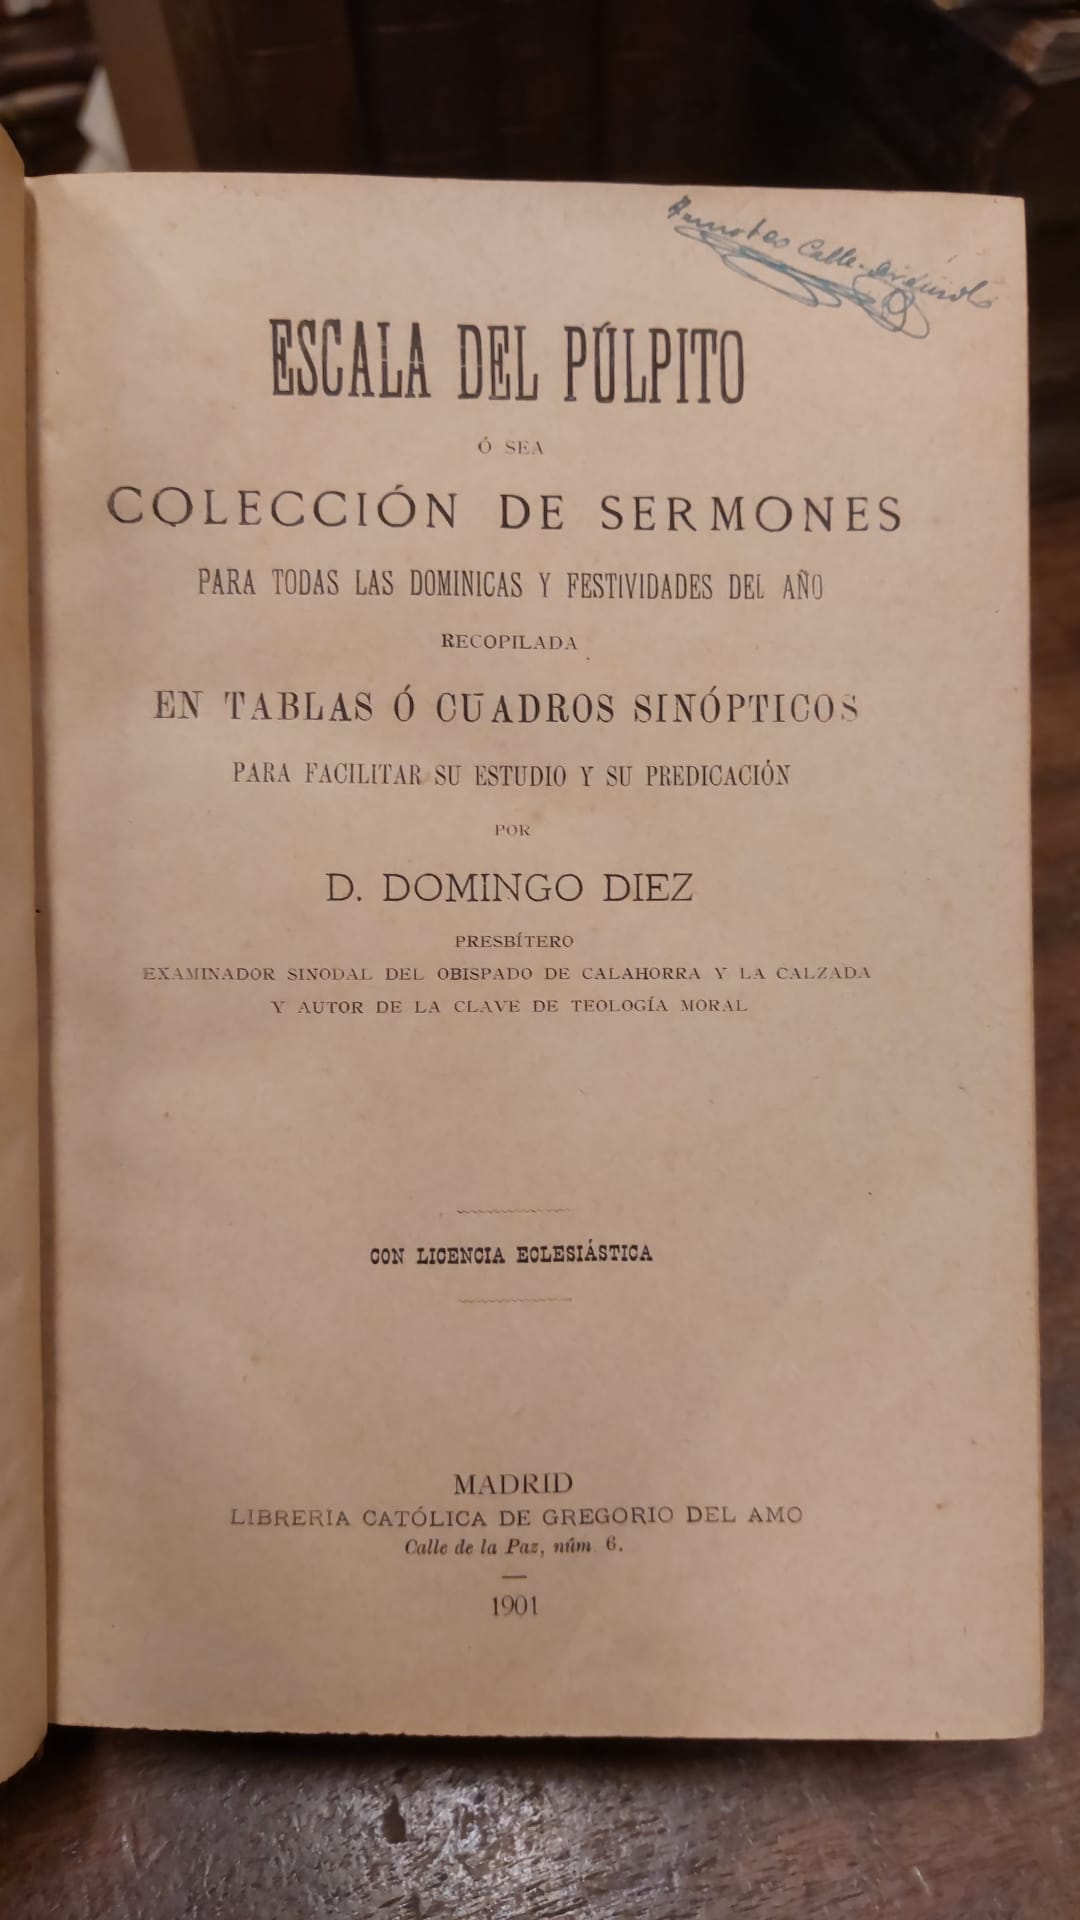 Calle
ESCALA DEL PÚLPITO
Ó SEA
COLECCIÓN DE SERMONES
PARA TODAS LAS DOMINICAS Y FESTIVIDADES DEL AÑO
RECOPILADA
EN TABLAS Ó CUADROS SINÓPTICOS
PARA FACILITAR SU ESTUDIO Y SU PREDICACIÓN
POR
D. DOMINGO DIEZ
PRESBÍTERO
EXAMINADOR SINODAL DEL OBISPADO DE CALAHORRA Y LA CALZADA
Y AUTOR DE LA CLAVE DE TEOLOGÍA MORAL
CON LICENCIA ECLESIÁSTICA
MADRID
LIBRERIA CATÓLICA DE GREGORIO DEL AMO
Calle de la Paz, núm. 6.
1901